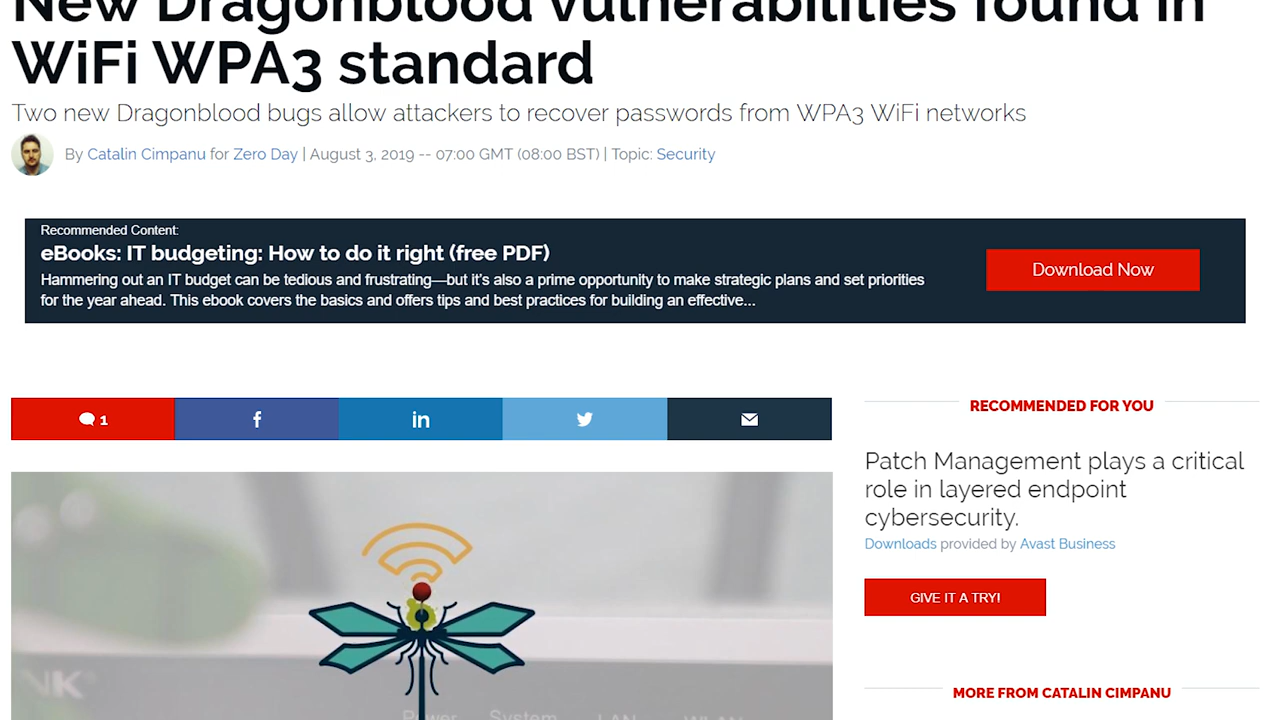 New Dragonblood vulnerabilities found in
WiFi WPA3 standard
Two new Dragonblood bugs allow attackers to recover passwords from WPA3 WiFi networks
By Catalin Cimpanu for Zero Day | August 3, 2019 -- 07:00 GMT (08:00 BST) | Topic: Security
Recommended Content:
eBooks: IT budgeting: How to do it right (free PDF)
Hammering out an IT budget can be tedious and frustrating—but it's also a prime opportunity to make strategic plans and set priorities
for the year ahead. This ebook covers the basics and offers tips and best practices for building an effective...
Download Now
1
f
in
RECOMMENDED FOR YOU
Patch Management plays a critical
role in layered endpoint
cybersecurity.
Downloads provided by Avast Business
GIVE IT A TRY!
NK
Power System LAN WLAN
MORE FROM CATALIN CIMPANU